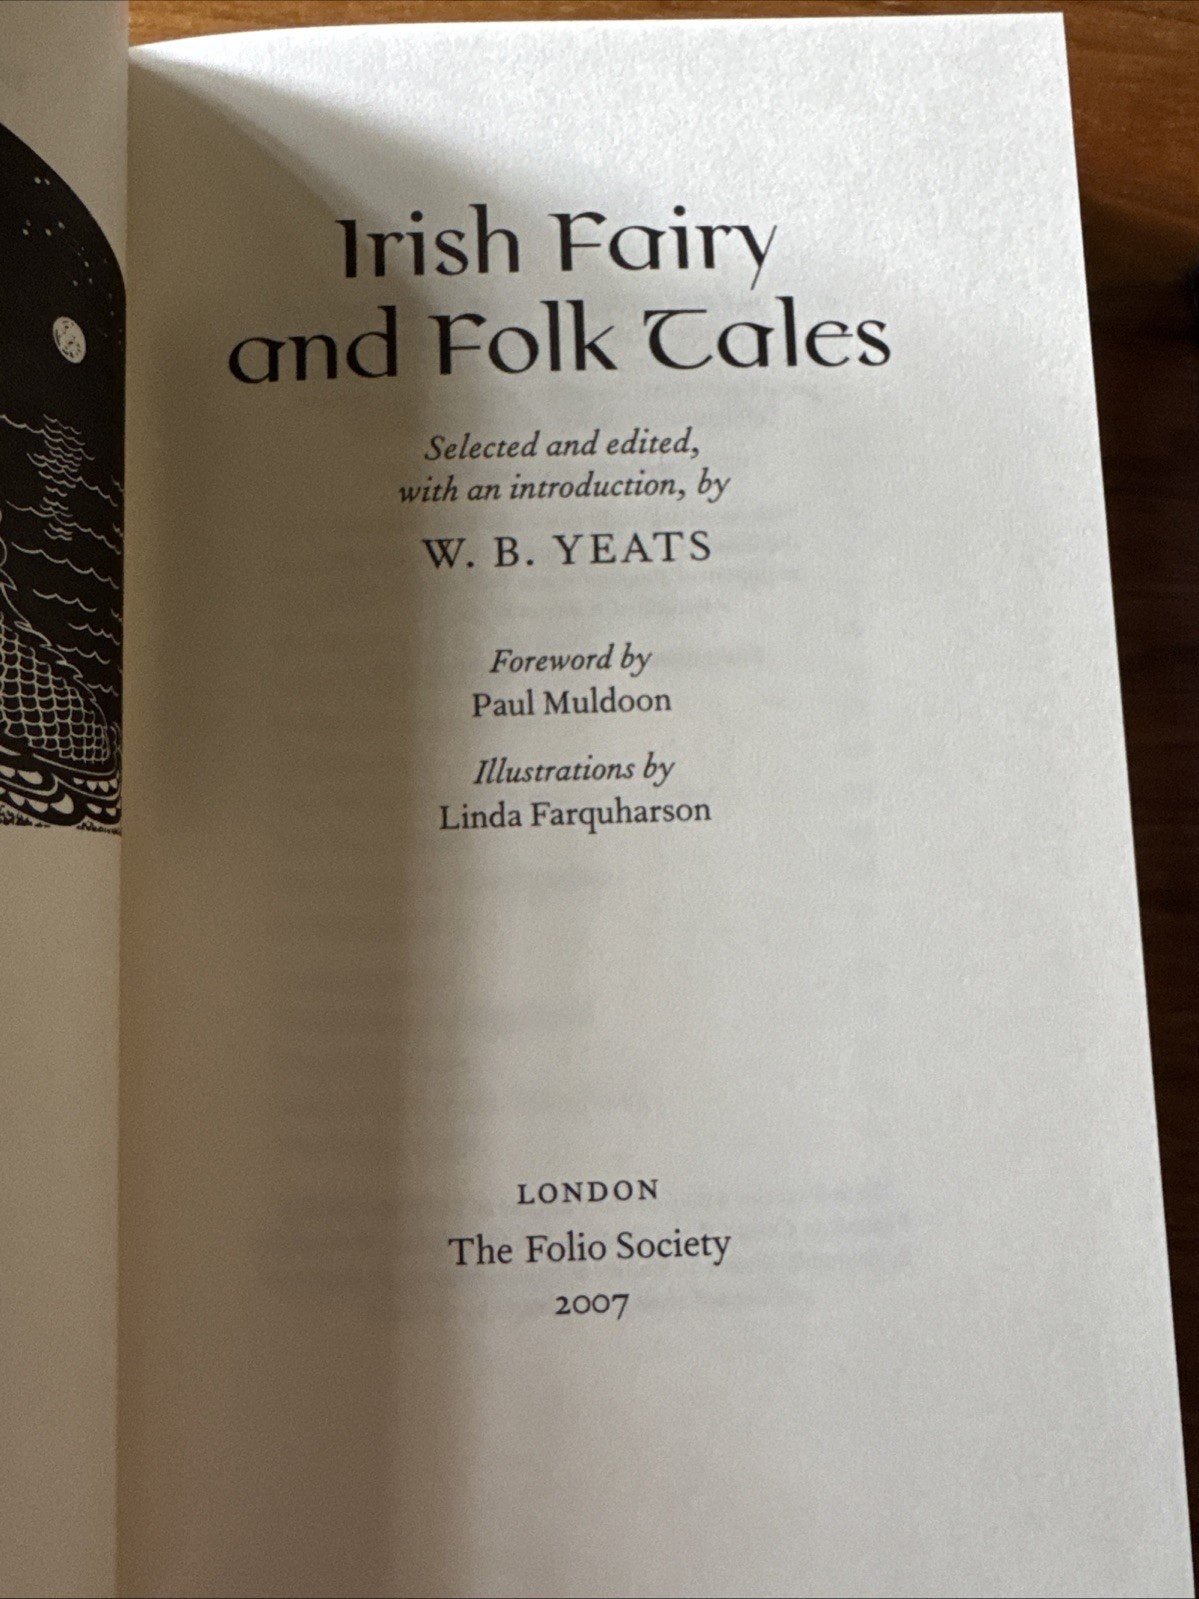 Irish Fairy
and Folk Tales
Selected and edited,
with an introduction, by
W. B. YEATS
Foreword by
Paul Muldoon
Illustrations by
Linda Farquharson
LONDON
The Folio Society
2007